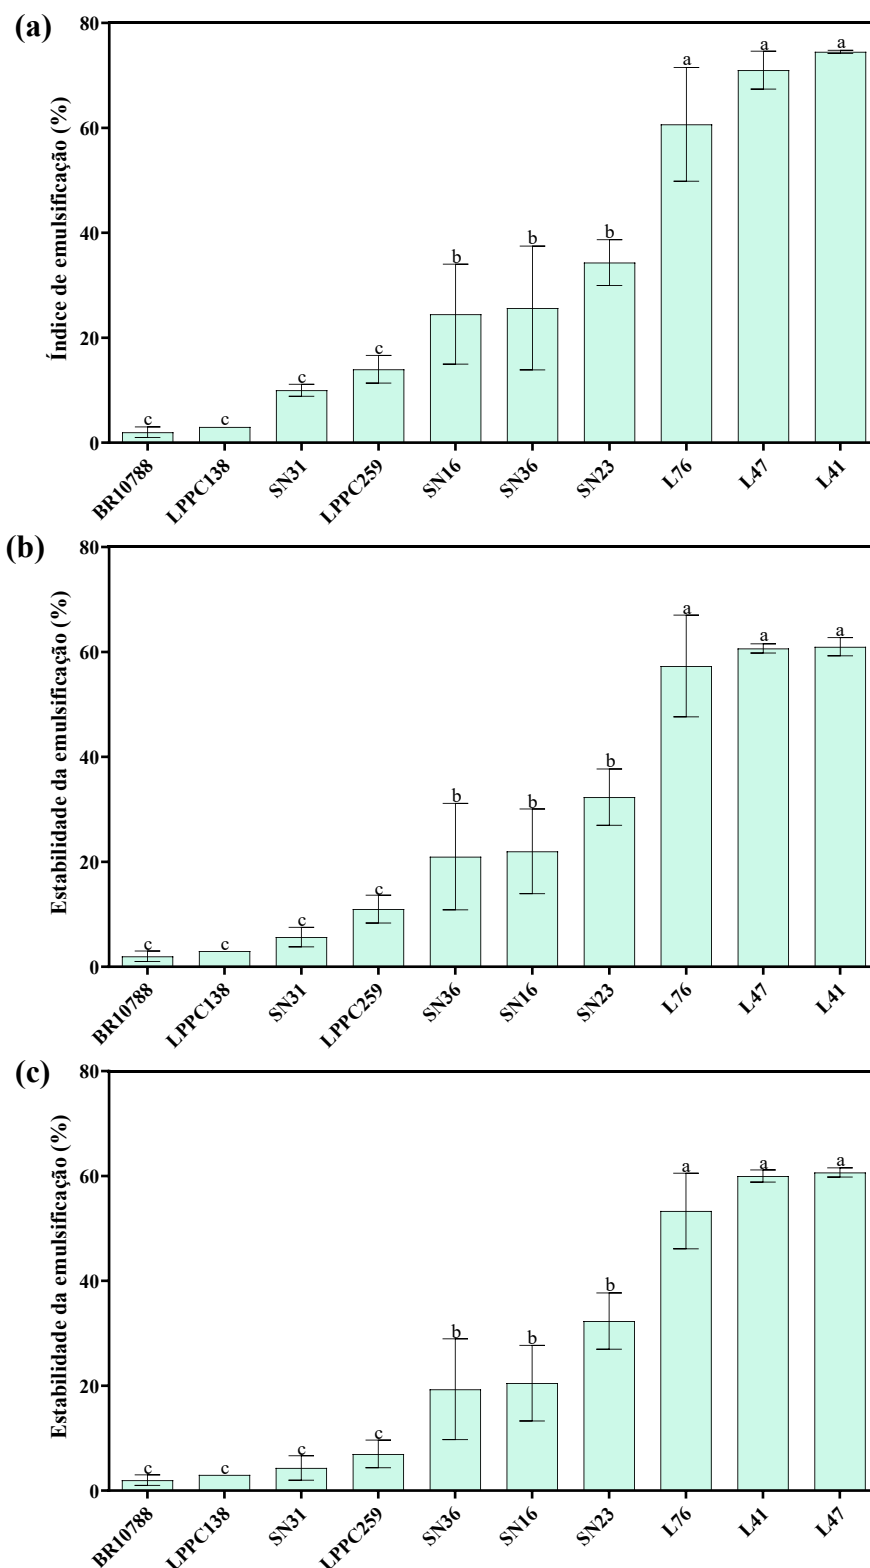 (a)
Índice de emulsificação (%)
80
60
40
20
0
c
c
c
c
b
b
b
a
a
a
BR10788
LPPC138
SN31
LPPC259
SN16
SN36
SN23
L76
L47
L41
(b)
Estabilidade da emulsificação (%)
80
60
40
20
0
c
c
c
c
b
b
b
a
a
a
BR10788
LPPC138
SN31
LPPC259
SN36
SN16
SN23
L76
L47
L41
(c)
Estabilidade da emulsificação (%)
80
60
40
20
0
c
c
c
c
b
b
b
a
a
a
BR10788
LPPC138
SN31
LPPC259
SN36
SN16
SN23
L76
L41
L47